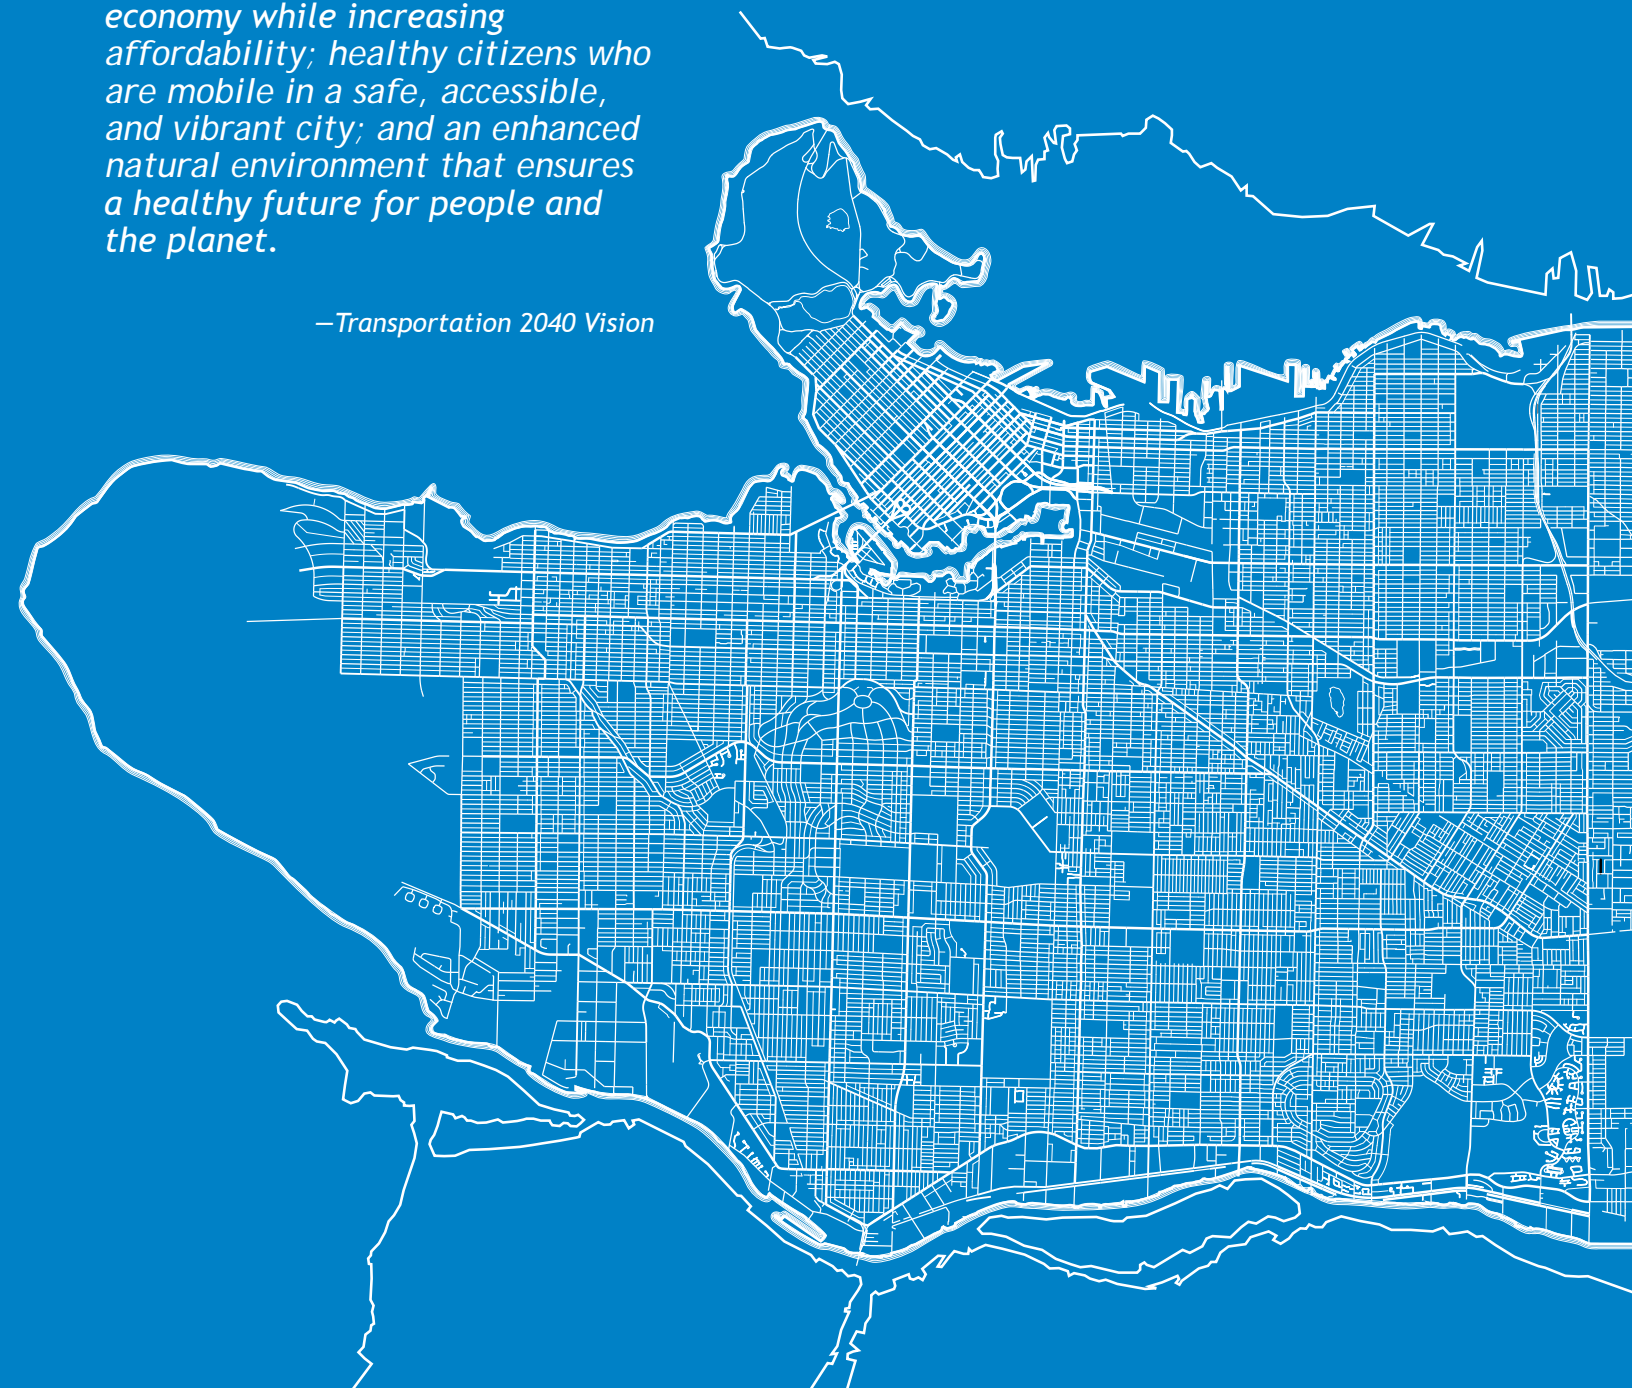 economy while increasing
affordability; healthy citizens who
are mobile in a safe, accessible,
and vibrant city; and an enhanced
natural environment that ensures
a healthy future for people and
the planet.
—Transportation 2040 Vision